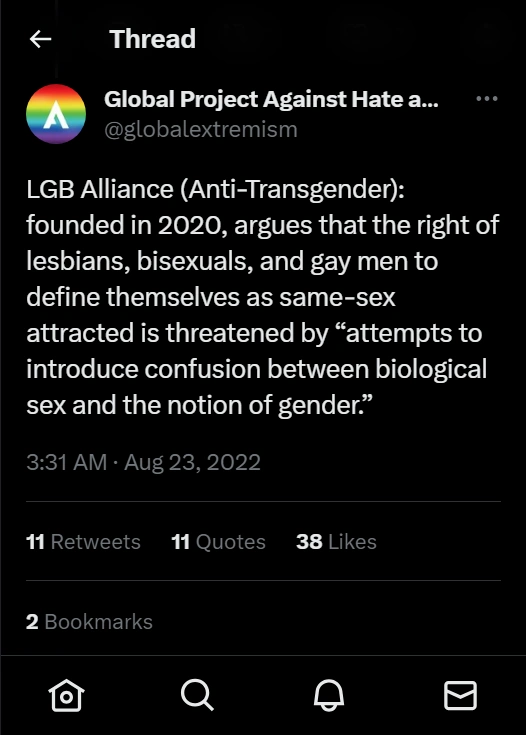 Thread
Global Project Against Hate a...
@globalextremism
LGB Alliance (Anti-Transgender):
founded in 2020, argues that the right of
lesbians, bisexuals, and gay men to
define themselves as same-sex
attracted is threatened by “attempts to
introduce confusion between biological
sex and the notion of gender.”
3:31 AM · Aug 23, 2022
11 Retweets 11 Quotes 38 Likes
2 Bookmarks